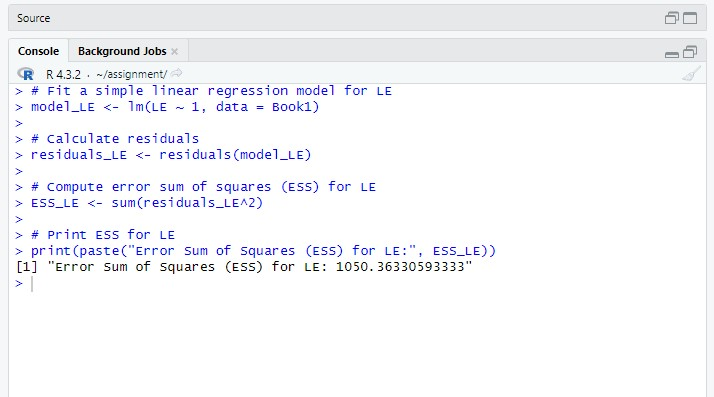 Source
Console Background Jobs
R 4.3.2 · ~/assignment/
> # Fit a simple linear regression model for LE
> model_LE <- lm(LE ~ 1, data = Book1)
>
> # Calculate residuals
> residuals_LE <- residuals(model_LE)
>
> # Compute error sum of squares (ESS) for LE
> ESS_LE <- sum(residuals_LE^2)
>
> # Print ESS for LE
> print(paste("Error Sum of Squares (ESS) for LE:", ESS_LE))
[1] "Error Sum of Squares (ESS) for LE: 1050.36330593333"
>